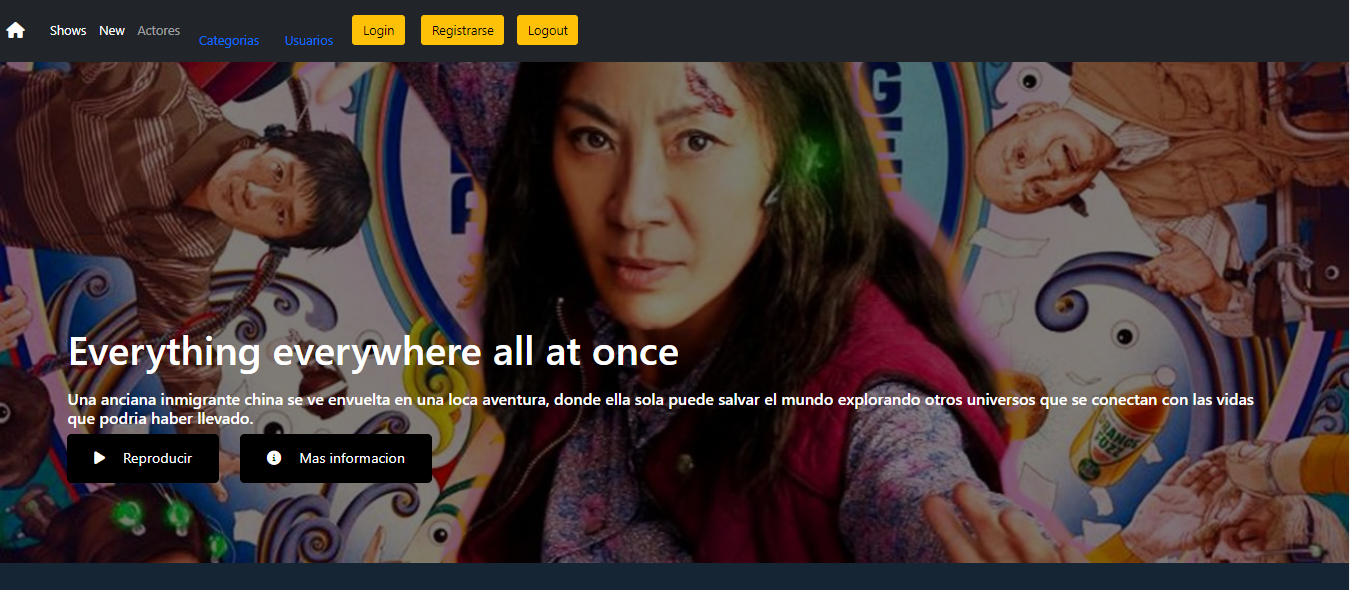 Shows New Actores Categorias Usuarios Login Registrarse Logout
Everything everywhere all at once
Una anciana inmigrante china se ve envuelta en una loca aventura, donde ella sola puede salvar el mundo explorando otros universos que se conectan con las vidas
que podria haber llevado.
Reproducir Mas informacion